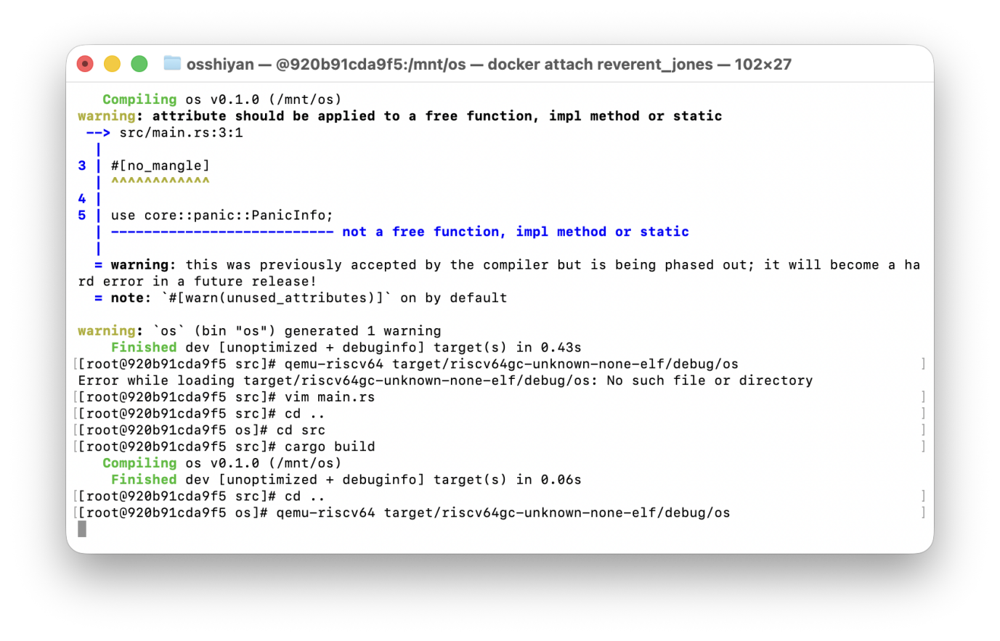 osshiyan — @920b91cda9f5:/mnt/os — docker attach reverent_jones — 102×27
   Compiling os v0.1.0 (/mnt/os)
warning: attribute should be applied to a free function, impl method or static
 --> src/main.rs:3:1
  |
3 | #[no_mangle]
  | ^^^^^^^^^^^^
4 |
5 | use core::panic::PanicInfo;
  | --------------------------- not a free function, impl method or static
  |
  = warning: this was previously accepted by the compiler but is being phased out; it will become a ha
rd error in a future release!
  = note: `#[warn(unused_attributes)]` on by default

warning: `os` (bin "os") generated 1 warning
    Finished dev [unoptimized + debuginfo] target(s) in 0.43s
[[root@920b91cda9f5 src]# qemu-riscv64 target/riscv64gc-unknown-none-elf/debug/os ]
Error while loading target/riscv64gc-unknown-none-elf/debug/os: No such file or directory
[[root@920b91cda9f5 src]# vim main.rs ]
[[root@920b91cda9f5 src]# cd .. ]
[[root@920b91cda9f5 os]# cd src ]
[[root@920b91cda9f5 src]# cargo build ]
   Compiling os v0.1.0 (/mnt/os)
    Finished dev [unoptimized + debuginfo] target(s) in 0.06s
[[root@920b91cda9f5 src]# cd .. ]
[[root@920b91cda9f5 os]# qemu-riscv64 target/riscv64gc-unknown-none-elf/debug/os ]